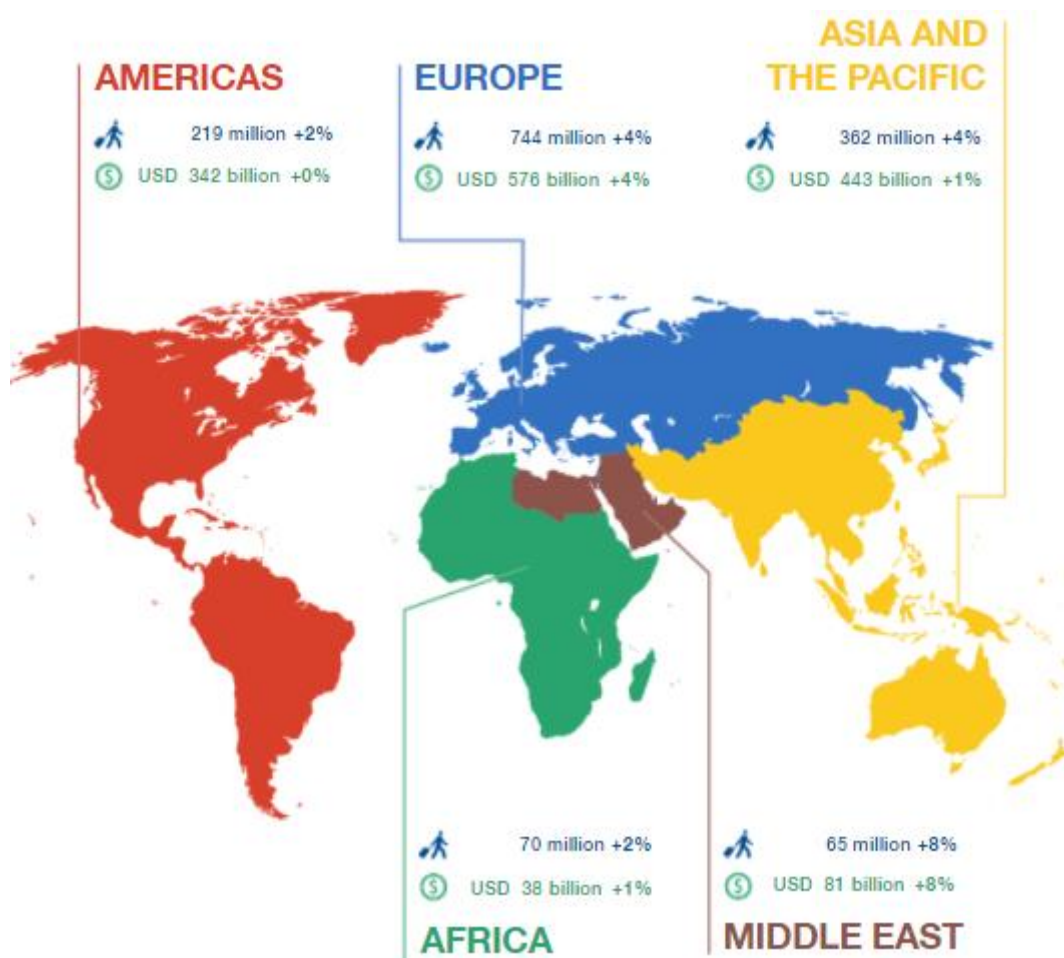 AMERICAS
219 million +2%
USD 342 billion +0%
EUROPE
744 million +4%
USD 576 billion +4%
ASIA AND
THE PACIFIC
362 million +4%
USD 443 billion +1%
70 million +2%
USD 38 billion +1%
AFRICA
65 million +8%
USD 81 billion +8%
MIDDLE EAST